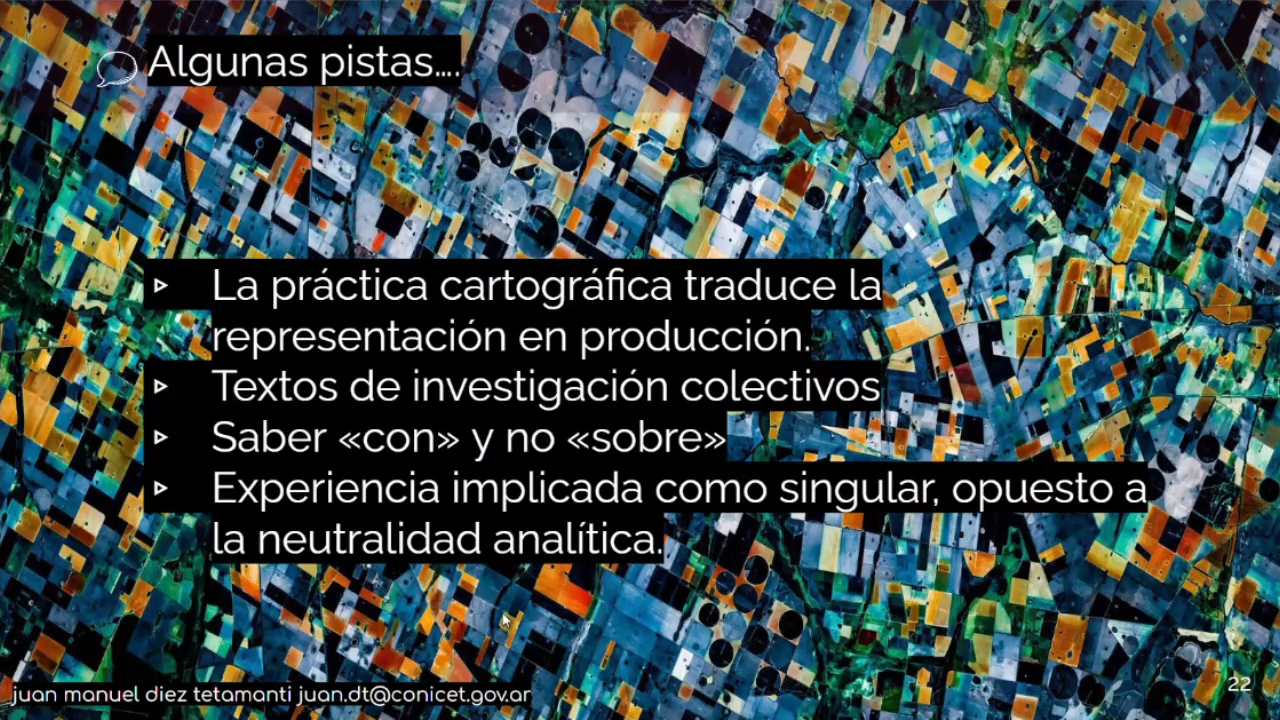 Algunas pistas....
▹ La práctica cartográfica traduce la
representación en producción.
▹ Textos de investigación colectivos
▹ Saber «con» y no «sobre»
▹ Experiencia implicada como singular, opuesto a
la neutralidad analítica.
juan manuel diez tetamanti juan.dt@conicet.gov.ar
22